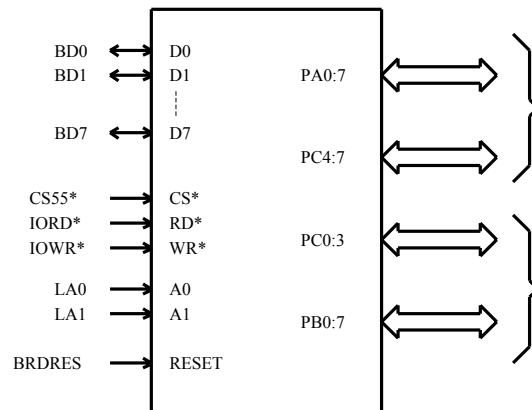 BD0 D0
BD1 D1 PA0:7
BD7 D7
PC4:7
CS55* CS*
IORD* RD*
PC0:3
IOWR* WR*
LA0 A0
LA1 A1
PB0:7
BRDRES RESET